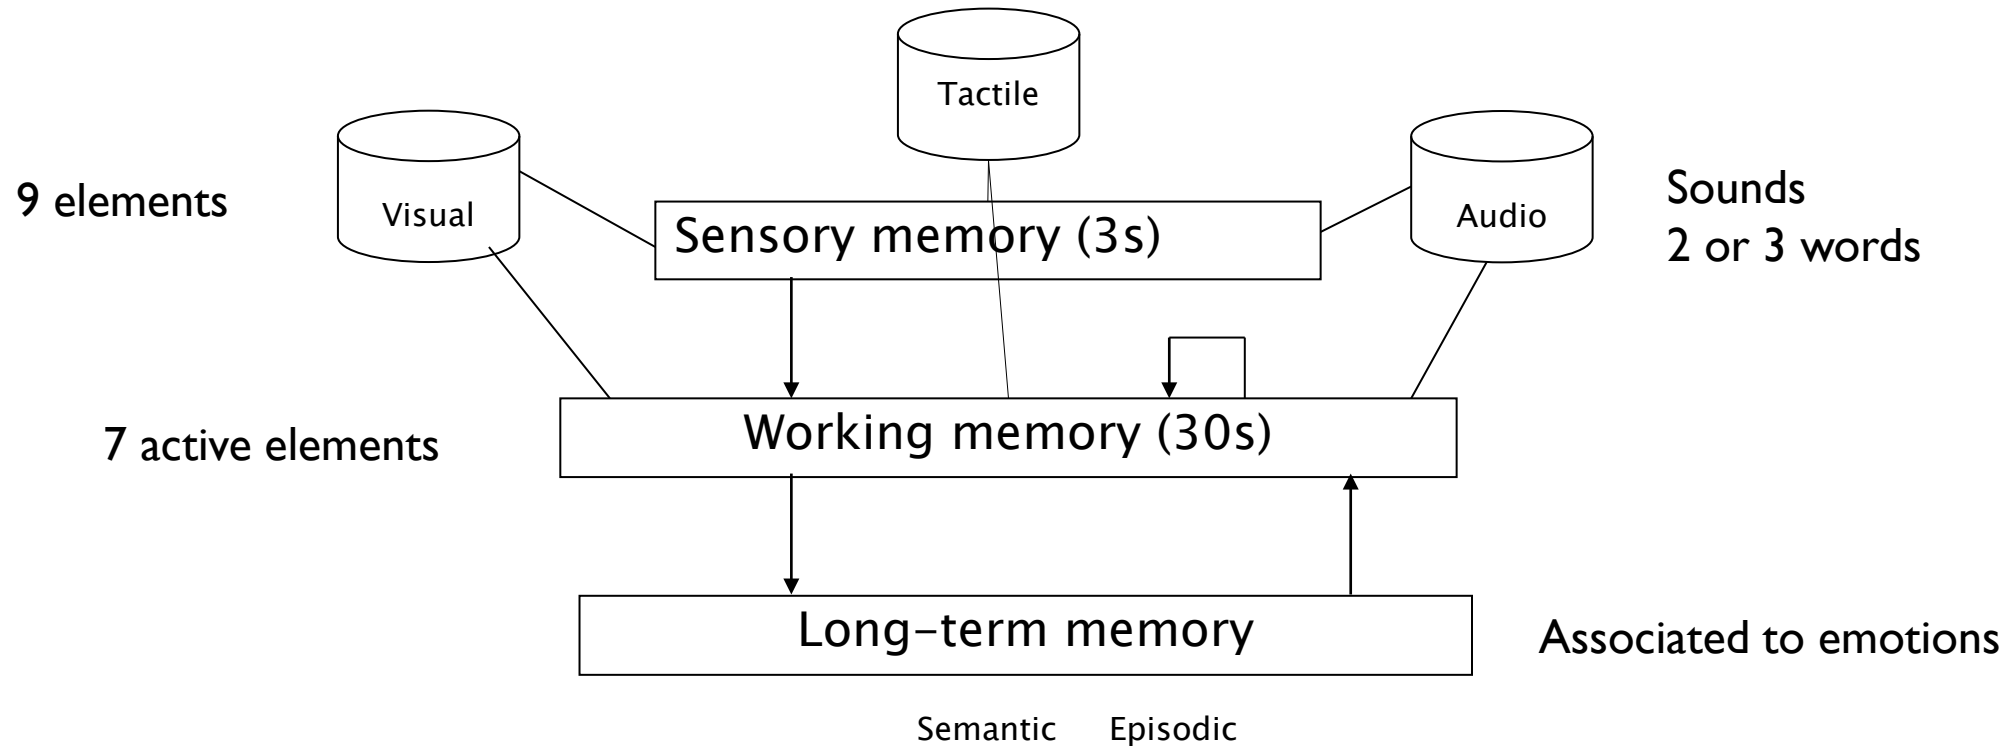 Tactile
9 elements
Visual
Sensory memory (3s)
Audio
Sounds
2 or 3 words
7 active elements
Working memory (30s)
Long-term memory
Associated to emotions
Semantic Episodic